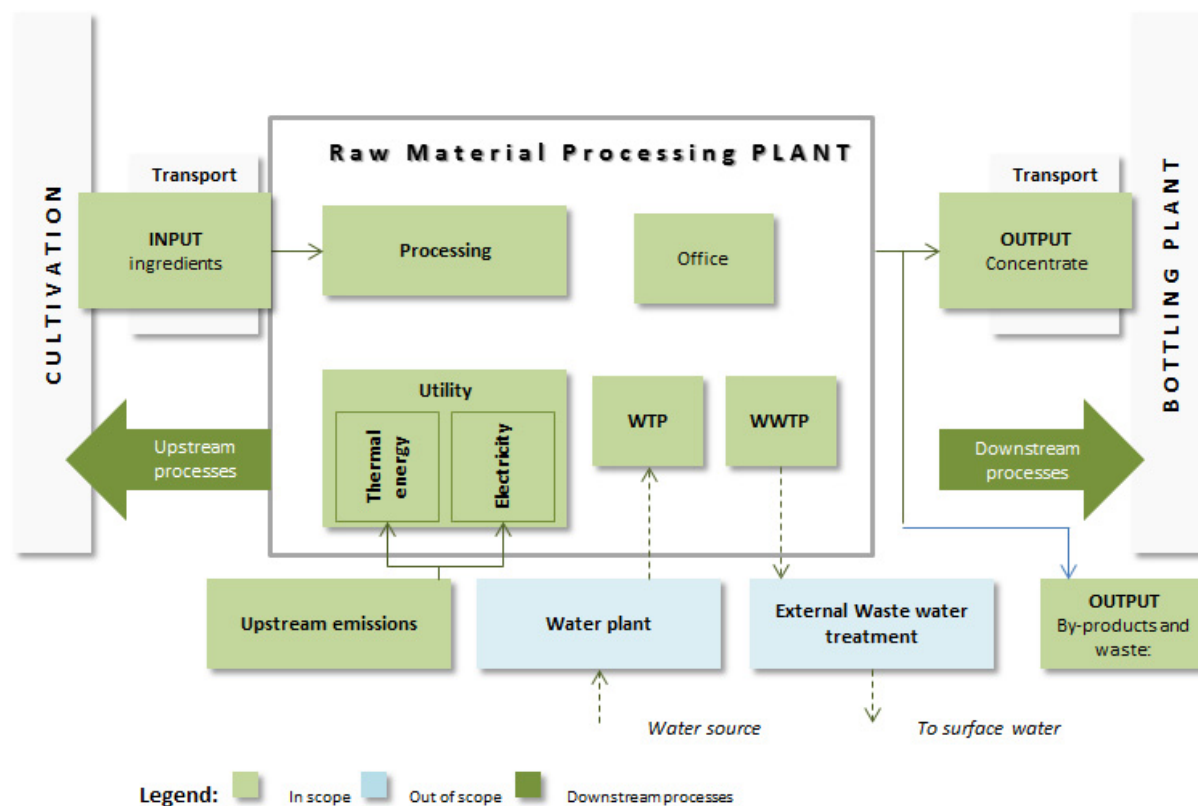 Raw Material Processing PLANT
CULTIVATION
Transport
INPUT
ingredients
Processing
Office
Transport
OUTPUT
Concentrate
BOTTLING PLANT
Utility
Thermal
energy
Electricity
WTP
WWTP
Upstream
processes
Downstream
processes
Upstream emissions
Water plant
External Waste water
treatment
OUTPUT
By-products and
waste:
Water source
To surface water
Legend:
In scope
Out of scope
Downstream processes